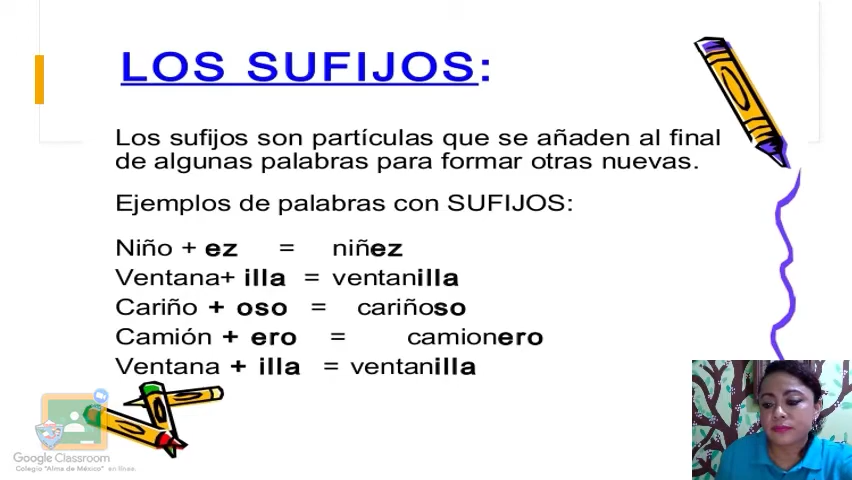 LOS SUFIJOS:
Los sufijos son partículas que se añaden al final
de algunas palabras para formar otras nuevas.
Ejemplos de palabras con SUFIJOS:
Niño + ez = niñez
Ventana+ illa = ventanilla
Cariño + oso = cariñoso
Camión + ero = camionero
Ventana + illa = ventanilla
Google Classroom
Colegio "Alma de México" en línea.